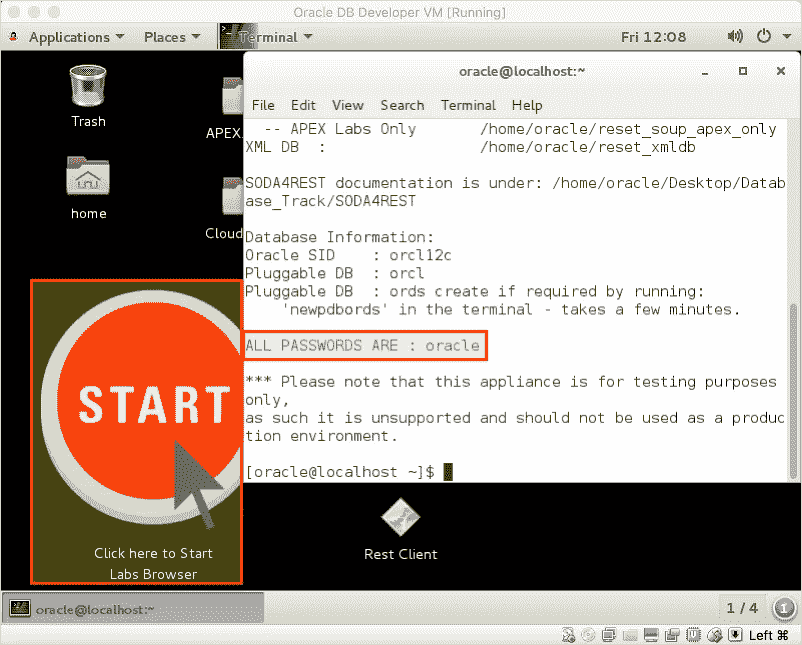 Oracle DB Developer VM [Running]
Applications Places Terminal Fri 12:08
oracle@localhost:~
File Edit View Search Terminal Help
-- APEX Labs Only /home/oracle/reset_soup_apex_only
XML DB : /home/oracle/reset_xmldb
SODA4REST documentation is under: /home/oracle/Desktop/Datab
ase_Track/SODA4REST
Database Information:
Oracle SID : orcl12c
Pluggable DB : orcl
Pluggable DB : ords create if required by running:
'newpdbords' in the terminal - takes a few minutes.
ALL PASSWORDS ARE : oracle
*** Please note that this appliance is for testing purposes
only,
as such it is unsupported and should not be used as a produc
tion environment.
[oracle@localhost ~]$
Trash
APEX
home
Cloud
START
Click here to Start
Labs Browser
Rest Client
oracle@localhost:~
1 / 4
1
Left ⌘